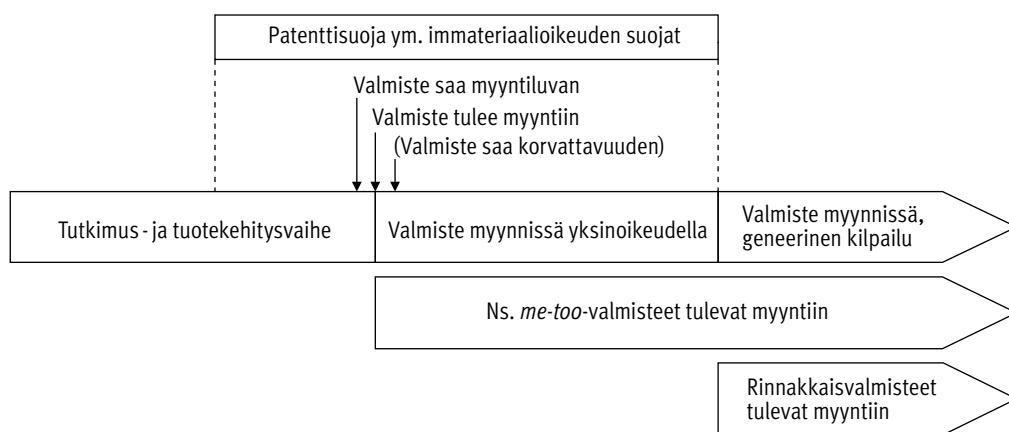 Patenttisuoja ym. immateriaalioikeuden suojat
Valmiste saa myyntiluvan
Valmiste tulee myyntiin
(Valmiste saa korvattavuuden)
Tutkimus- ja tuotekehitysvaihe
Valmiste myynnissä yksinoikeudella
Valmiste myynnissä,
geneerinen kilpailu
Ns. me-too-valmisteet tulevat myyntiin
Rinnakkaisvalmisteet
tulevat myyntiin